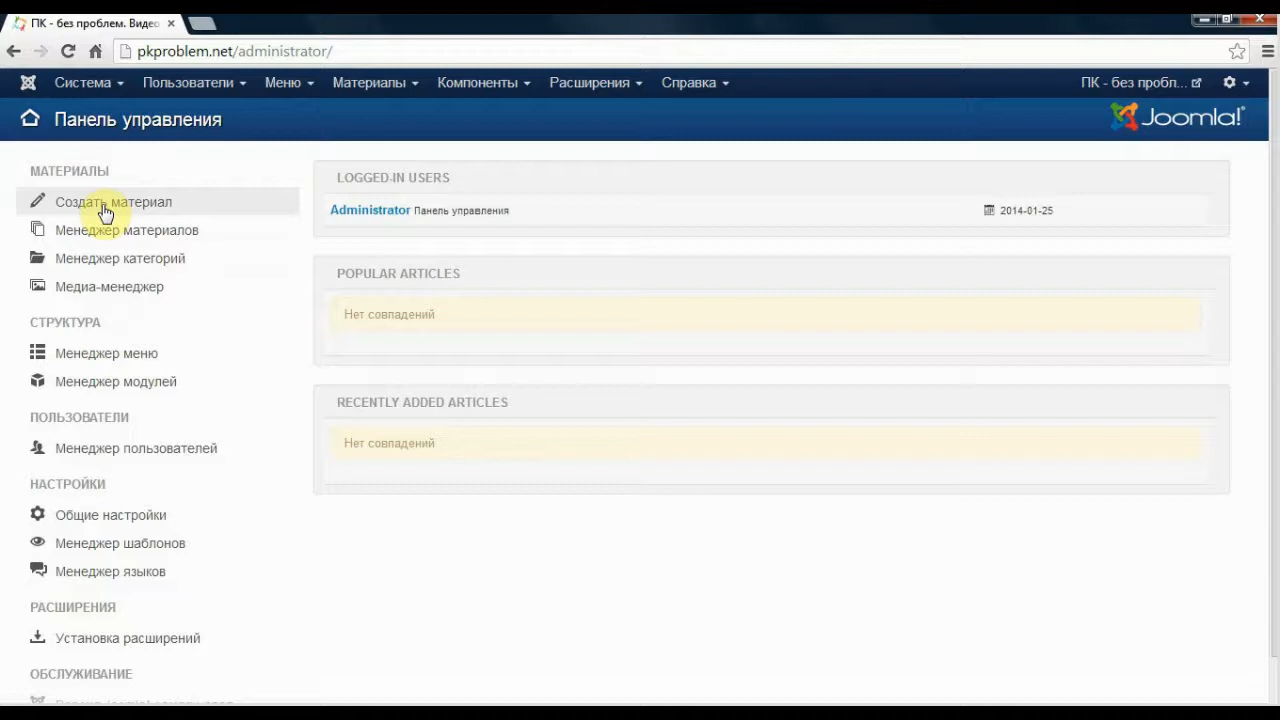 ПК - без проблем. Видео
pkproblem.net/administrator/
Система Пользователи Меню Материалы Компоненты Расширения Справка ПК - без пробл...
Панель управления Joomla!
МАТЕРИАЛЫ
Создать материал
Менеджер материалов
Менеджер категорий
Медиа-менеджер
СТРУКТУРА
Менеджер меню
Менеджер модулей
ПОЛЬЗОВАТЕЛИ
Менеджер пользователей
НАСТРОЙКИ
Общие настройки
Менеджер шаблонов
Менеджер языков
РАСШИРЕНИЯ
Установка расширений
ОБСЛУЖИВАНИЕ
LOGGED-IN USERS
Administrator Панель управления 2014-01-25
POPULAR ARTICLES
Нет совпадений
RECENTLY ADDED ARTICLES
Нет совпадений